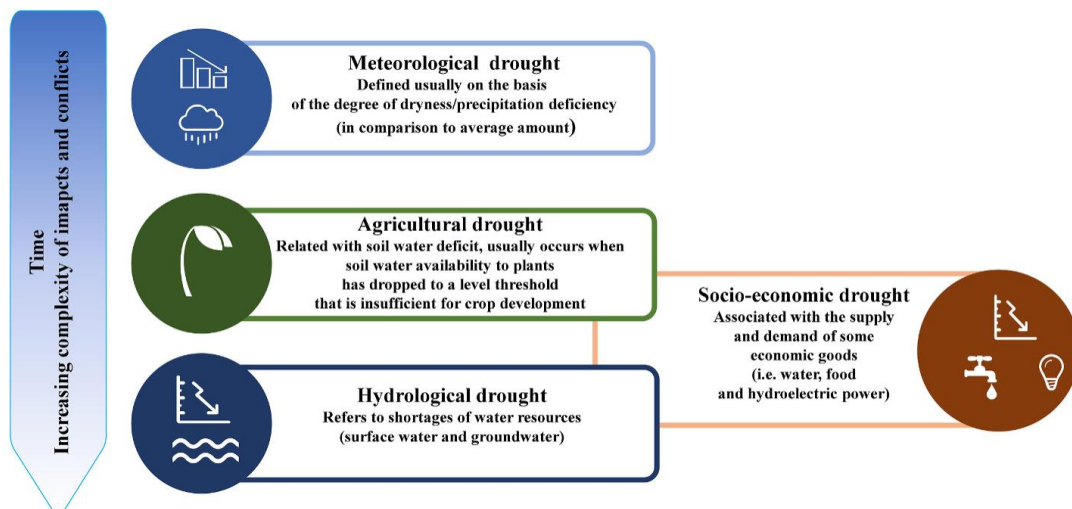 Time
Increasing complexity of imapcts and conflicts
Meteorological drought
Defined usually on the basis
of the degree of dryness/precipitation deficiency
(in comparison to average amount)
Agricultural drought
Related with soil water deficit, usually occurs when
soil water availability to plants
has dropped to a level threshold
that is insufficient for crop development
Hydrological drought
Refers to shortages of water resources
(surface water and groundwater)
Socio-economic drought
Associated with the supply
and demand of some
economic goods
(i.e. water, food
and hydroelectric power)